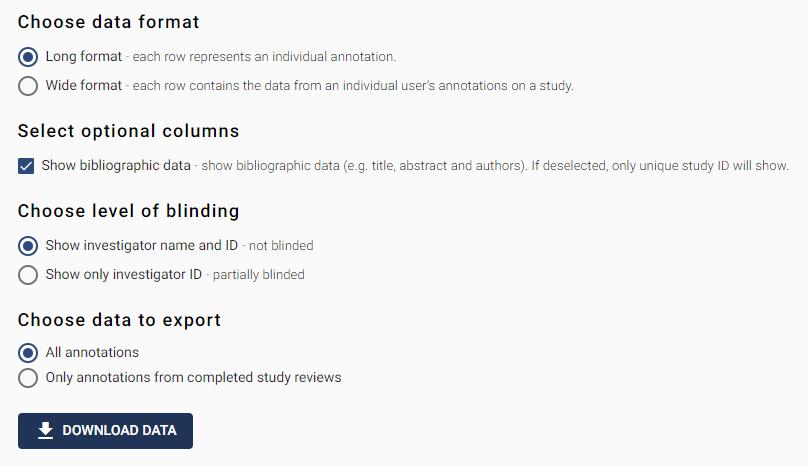 Choose data format
Long format - each row represents an individual annotation.
Wide format - each row contains the data from an individual user's annotations on a study.
Select optional columns
Show bibliographic data - show bibliographic data (e.g. title, abstract and authors). If deselected, only unique study ID will show.
Choose level of blinding
Show investigator name and ID - not blinded
Show only investigator ID - partially blinded
Choose data to export
All annotations
Only annotations from completed study reviews
DOWNLOAD DATA